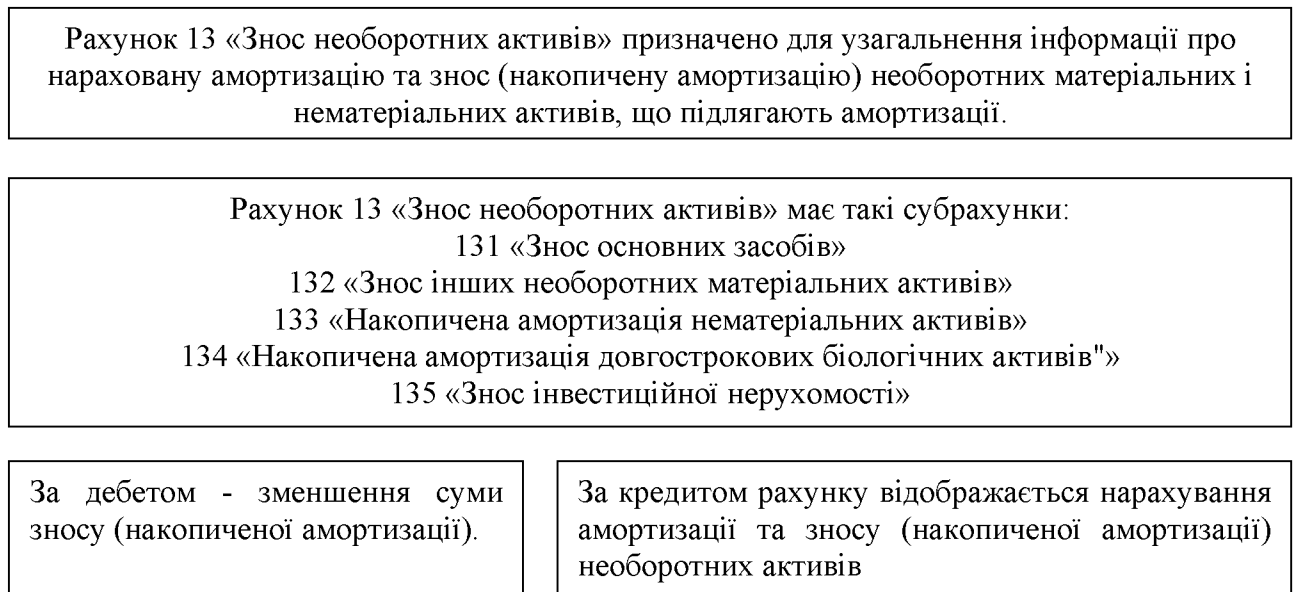 Рахунок 13 «Знос необоротних активів» призначено для узагальнення інформації про
нараховану амортизацію та знос (накопичену амортизацію) необоротних матеріальних і
нематеріальних активів, що підлягають амортизації.
Рахунок 13 «Знос необоротних активів» має такі субрахунки:
131 «Знос основних засобів»
132 «Знос інших необоротних матеріальних активів»
133 «Накопичена амортизація нематеріальних активів»
134 «Накопичена амортизація довгострокових біологічних активів"»
135 «Знос інвестиційної нерухомості»
За дебетом - зменшення суми
зносу (накопиченої амортизації).
За кредитом рахунку відображається нарахування
амортизації та зносу (накопиченої амортизації)
необоротних активів